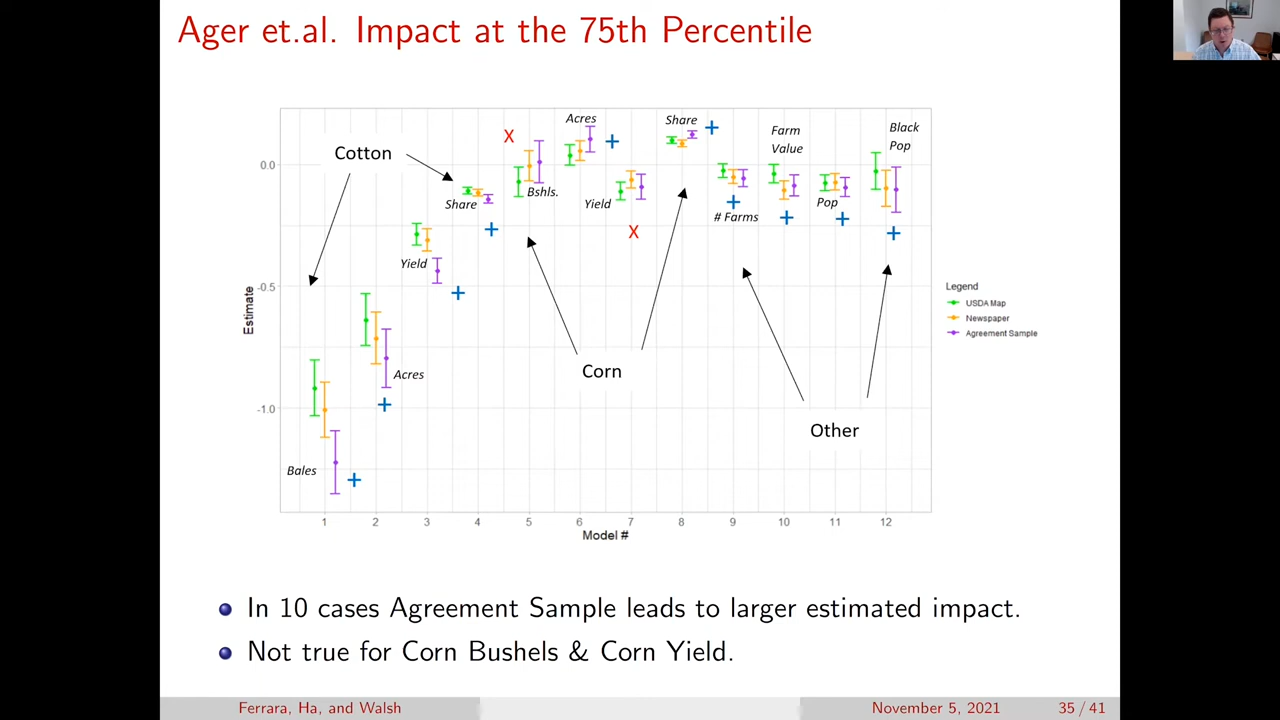 Ager et.al. Impact at the 75th Percentile
Cotton
X
Acres
Share
Farm
Value
Black
Pop
0.0
Share
Bshls.
Yield
# Farms
Pop
X
Yield
-0.5
Estimate
Legend
USDA Map
Newspaper
Agreement Sample
Acres
Corn
-1.0
Other
Bales
1 2 3 4 5 6 7 8 9 10 11 12
Model #
In 10 cases Agreement Sample leads to larger estimated impact.
Not true for Corn Bushels & Corn Yield.
Ferrara, Ha, and Walsh November 5, 2021 35 / 41